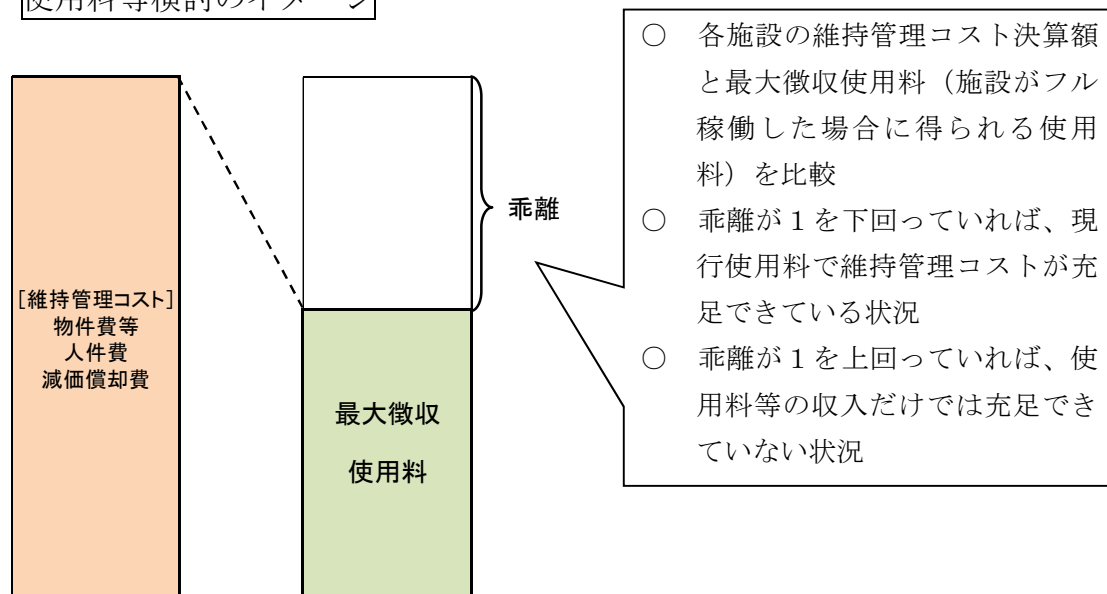 使用料等検討のイメージ
[維持管理コスト]
物件費等
人件費
減価償却費
最大徴収
使用料
乖離
○ 各施設の維持管理コスト決算額
と最大徴収使用料（施設がフル
稼働した場合に得られる使用
料）を比較
○ 乖離が１を下回っていれば、現
行使用料で維持管理コストが充
足できている状況
○ 乖離が１を上回っていれば、使
用料等の収入だけでは充足でき
ていない状況